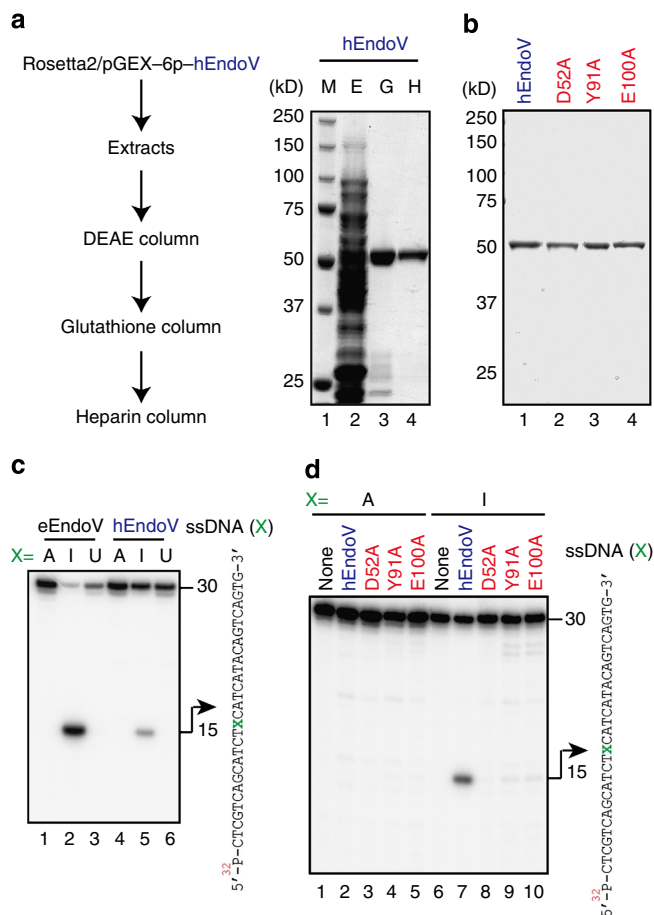 a
Rosetta2/pGEX–6p–hEndoV
Extracts
DEAE column
Glutathione column
Heparin column
hEndoV
(kD) M E G H
250
150
100
75
50
37
25
1 2 3 4
b
hEndoV D52A Y91A E100A
(kD)
250
150
100
75
50
37
25
1 2 3 4
c
eEndoV hEndoV ssDNA (X)
X= A I U A I U
30
15
1 2 3 4 5 6
5′–P–CTCGTCAGCATCTXCATCATACAGTCAGTG–3′
32
d
X= A I
None hEndoV D52A Y91A E100A None hEndoV D52A Y91A E100A
ssDNA (X)
30
15
1 2 3 4 5 6 7 8 9 10
5′–P–CTCGTCAGCATCTXCATCATACAGTCAGTG–3′
32